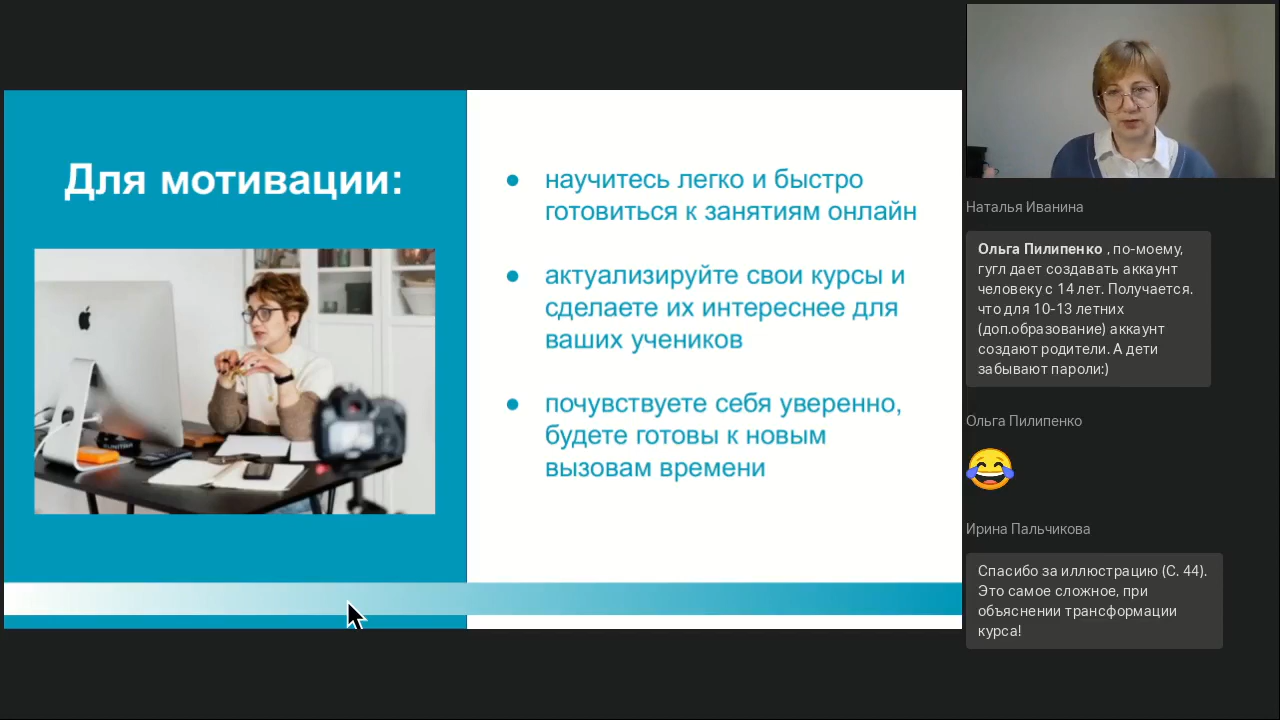 Для мотивации:
● научитесь легко и быстро
готовиться к занятиям онлайн
● актуализируйте свои курсы и
сделаете их интереснее для
ваших учеников
● почувствуете себя уверенно,
будете готовы к новым
вызовам времени
Наталья Иванина
Ольга Пилипенко , по-моему,
гугл дает создавать аккаунт
человеку с 14 лет. Получается.
что для 10-13 летних
(доп.образование) аккаунт
создают родители. А дети
забывают пароли:)
Ольга Пилипенко
😂
Ирина Пальчикова
Спасибо за иллюстрацию (С. 44).
Это самое сложное, при
объяснении трансформации
курса!